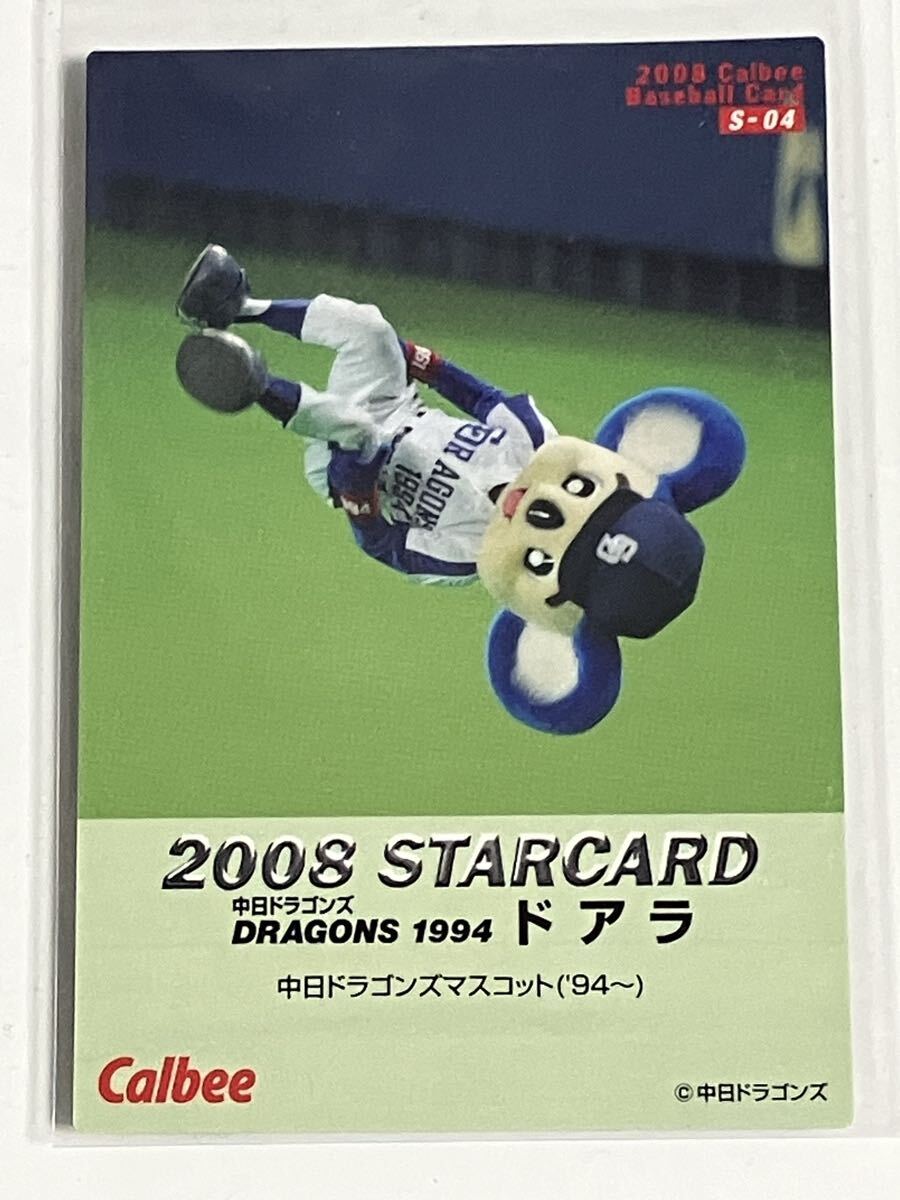 2008 Calbee
Baseball Card
S-04
DRAGONS
1994
2008 STARCARD
中日ドラゴンズ
DRAGONS 1994 ドアラ
中日ドラゴンズマスコット('94〜)
Calbee
©中日ドラゴンズ